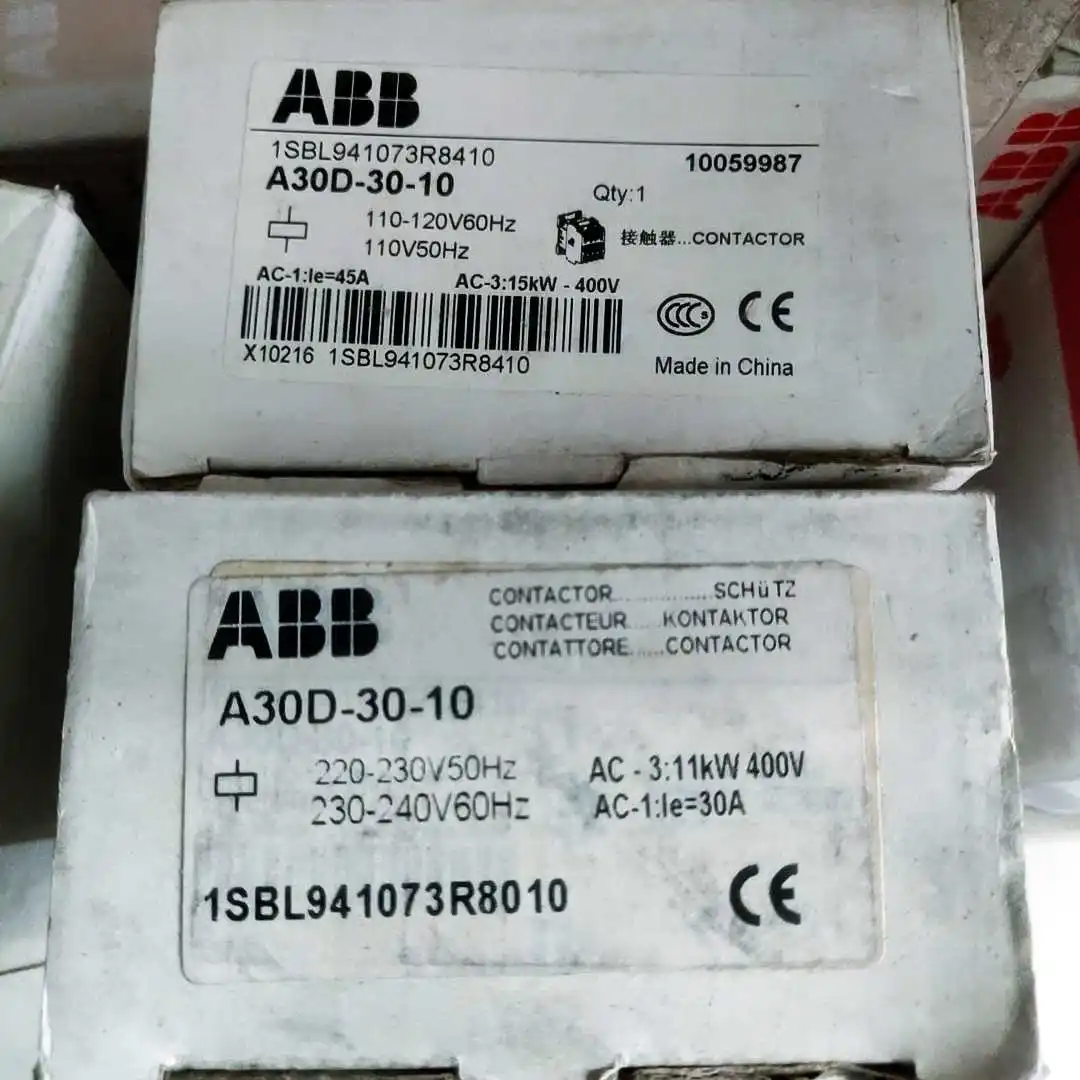 ABB
1SBL941073R8410
10059987
A30D-30-10
Qty:1
110-120V60Hz
110V50Hz
接触器...CONTACTOR
AC-1:Ie=45A
AC-3:15kW - 400V
CCC S
CE
X10216 1SBL941073R8410
Made in China
ABB
ABB
CONTACTOR................SCHüTZ
CONTACTEUR.....KONTAKTOR
CONTATTORE......CONTACTOR
A30D-30-10
220-230V50Hz
AC - 3:11kW 400V
230-240V60Hz
AC-1:Ie=30A
1SBL941073R8010
CE